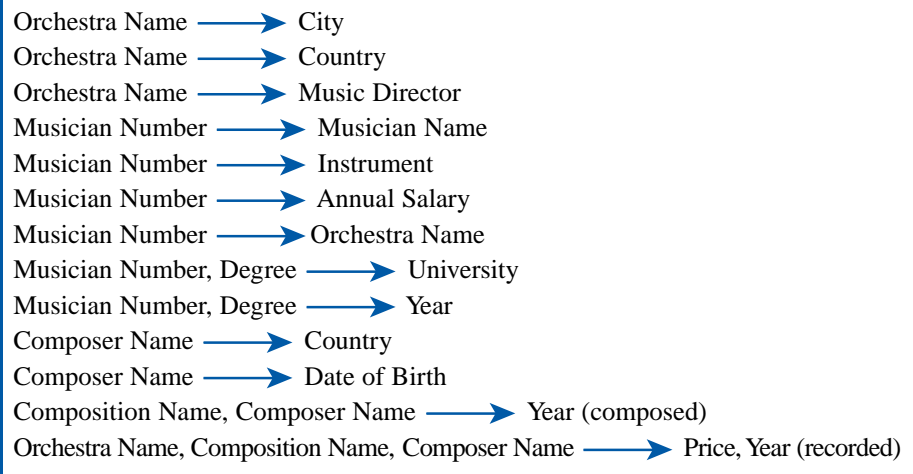 Orchestra Name ⟶ City
Orchestra Name ⟶ Country
Orchestra Name ⟶ Music Director
Musician Number ⟶ Musician Name
Musician Number ⟶ Instrument
Musician Number ⟶ Annual Salary
Musician Number ⟶ Orchestra Name
Musician Number, Degree ⟶ University
Musician Number, Degree ⟶ Year
Composer Name ⟶ Country
Composer Name ⟶ Date of Birth
Composition Name, Composer Name ⟶ Year (composed)
Orchestra Name, Composition Name, Composer Name ⟶ Price, Year (recorded)